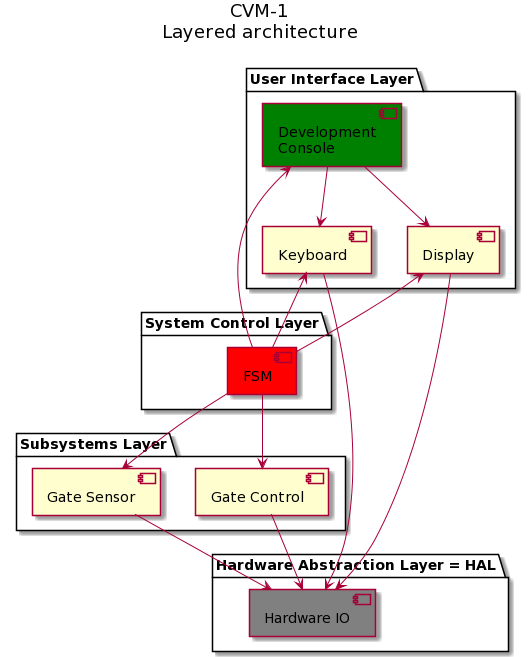 CVM-1
Layered architecture
User Interface Layer
Development
Console
Keyboard
Display
System Control Layer
FSM
Subsystems Layer
Gate Sensor
Gate Control
Hardware Abstraction Layer = HAL
Hardware IO